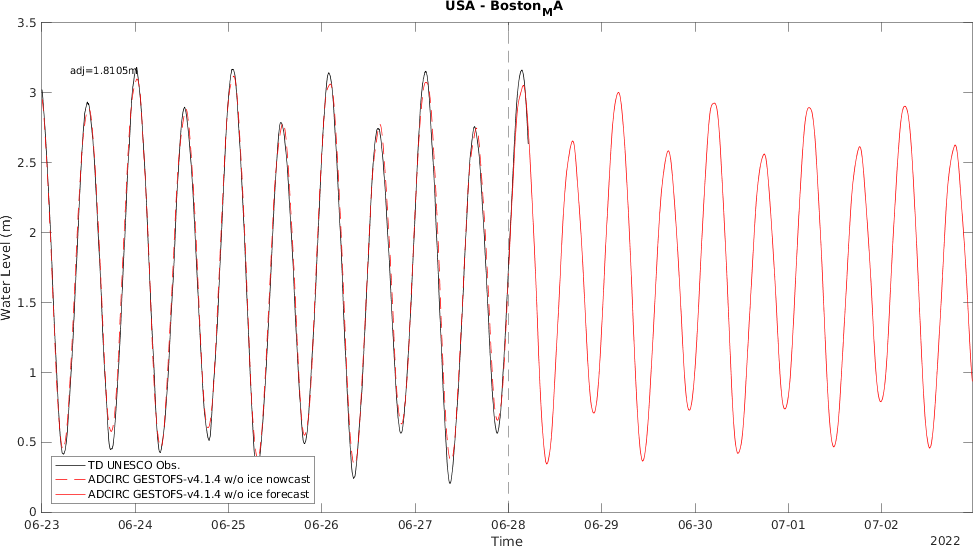 USA - Boston_MA
3.5
adj=1.8105m
3
2.5
2
1.5
1
0.5
0
Water Level (m)
TD UNESCO Obs.
ADCIRC GESTOFS-v4.1.4 w/o ice nowcast
ADCIRC GESTOFS-v4.1.4 w/o ice forecast
06-23 06-24 06-25 06-26 06-27 06-28 06-29 06-30 07-01 07-02
Time
2022